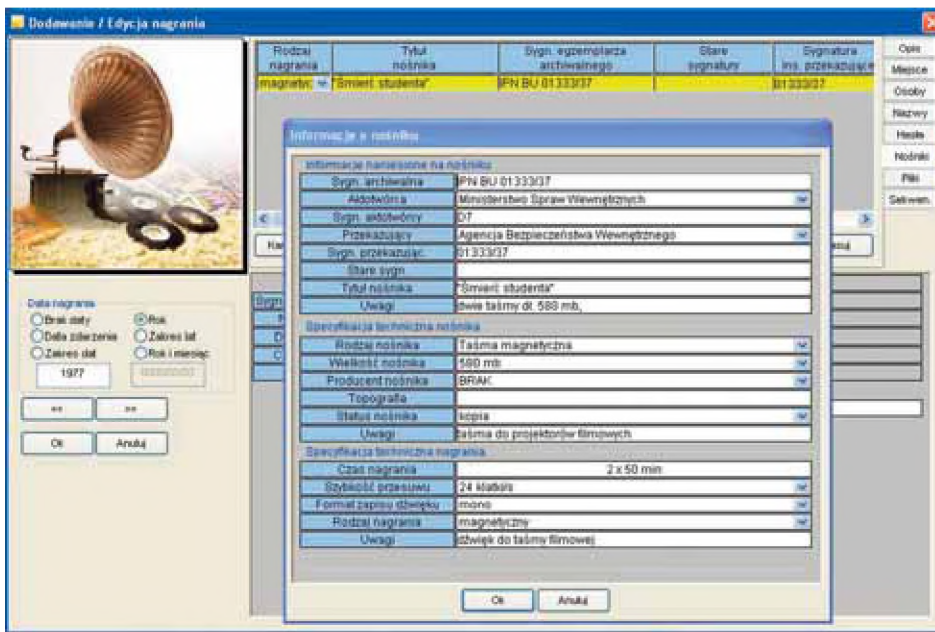 Dodawanie / Edycja nagrania
Rodzaj nagrania
Tytuł nośnika
Sygn. egzemplarza archiwalnego
Stare sygnatury
Sygnatura ins. przekazujące
magnetyc
"Śmierć studenta"
IPN BU 01333/37
01333/37
Opis
Miejsce
Osoby
Nazwy
Hasła
Nośniki
Pliki
Sekwen.
Informacje o nośniku
Informacje naniesione na nośniku
Sygn. archiwalna IPN BU 01333/37
Aktotwórca Ministerstwo Spraw Wewnętrznych
Sygn. aktotwórcy D7
Przekazujący Agencja Bezpieczeństwa Wewnętrznego
Sygn. przekazując. 01333/37
Stare sygn.
Tytuł nośnika "Śmierć studenta"
Uwagi dwie taśmy dł. 580 mb,
Specyfikacja techniczna nośnika
Rodzaj nośnika Taśma magnetyczna
Wielkość nośnika 580 mb
Producent nośnika BRAK
Topografia
Status nośnika kopia
Uwagi taśma do projektorów filmowych
Specyfikacja techniczna nagrania
Czas nagrania 2 x 50 min
Szybkość przesuwu 24 klatki/s
Format zapisu dźwięku mono
Rodzaj nagrania magnetyczny
Uwagi dźwięk do taśmy filmowej
Ok Anuluj
Data nagrania
Brak daty Rok
Data zdarzenia Zakres lat
Zakres dat Rok i miesiąc
1977
<< >>
Ok Anuluj